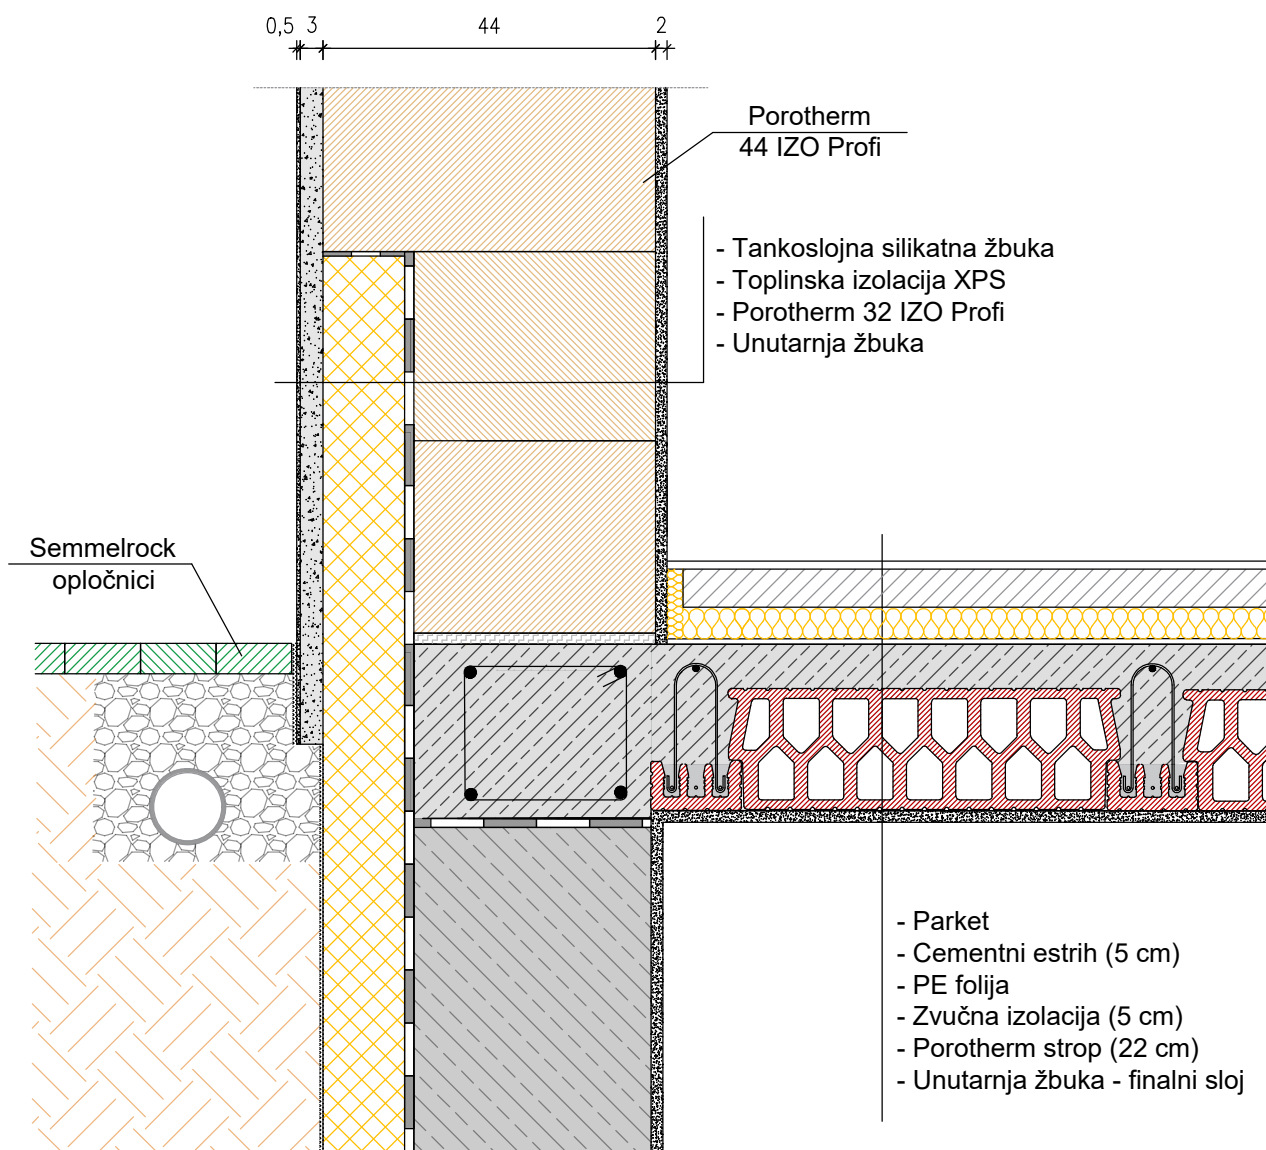 0,5 3 44 2
Porotherm
44 IZO Profi
- Tankoslojna silikatna žbuka
- Toplinska izolacija XPS
- Porotherm 32 IZO Profi
- Unutarnja žbuka
Semmelrock
opločnici
- Parket
- Cementni estrih (5 cm)
- PE folija
- Zvučna izolacija (5 cm)
- Porotherm strop (22 cm)
- Unutarnja žbuka - finalni sloj